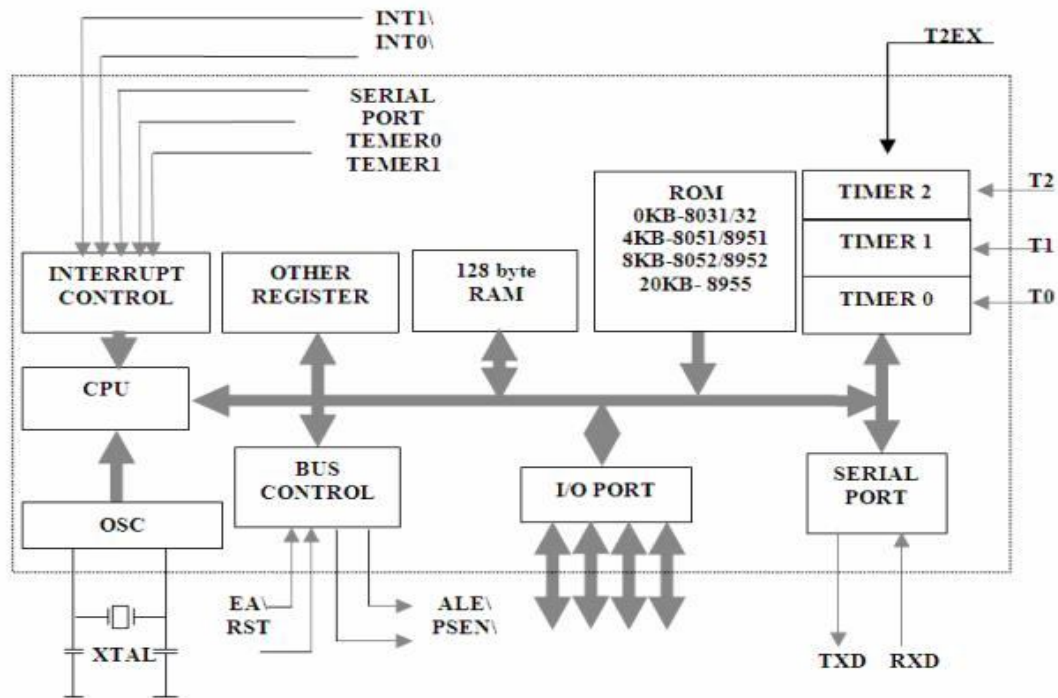 INT1\
INT0\
T2EX
SERIAL
PORT
TEMER0
TEMER1
ROM
0KB-8031/32
4KB-8051/8951
8KB-8052/8952
20KB- 8955
TIMER 2
TIMER 1
TIMER 0
T2
T1
T0
INTERRUPT
CONTROL
OTHER
REGISTER
128 byte
RAM
CPU
BUS
CONTROL
I/O PORT
SERIAL
PORT
OSC
EA\
RST
ALE\
PSEN\
XTAL
TXD
RXD